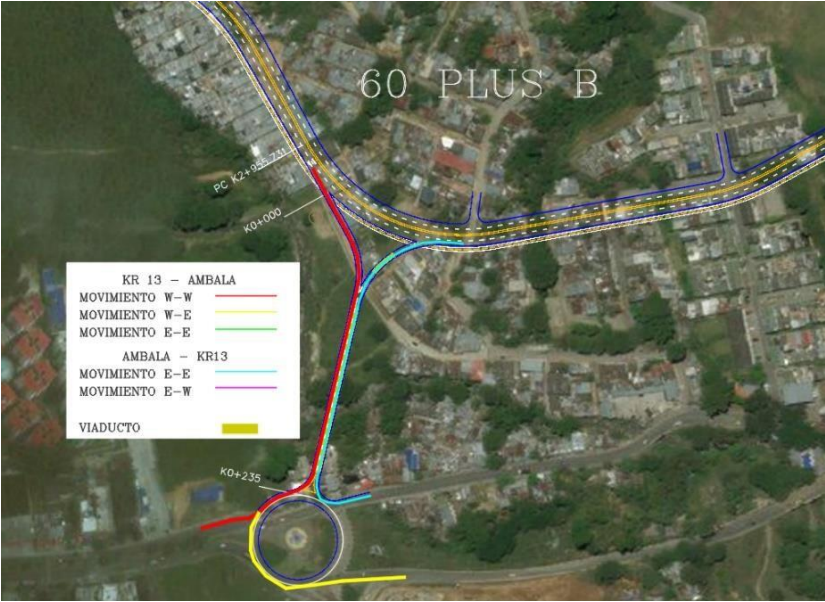 60 PLUS B
PC K2+955.731
K0+000
KR 13 - AMBALA
MOVIMIENTO W-W
MOVIMIENTO W-E
MOVIMIENTO E-E
AMBALA - KR13
MOVIMIENTO E-E
MOVIMIENTO E-W
VIADUCTO
K0+235